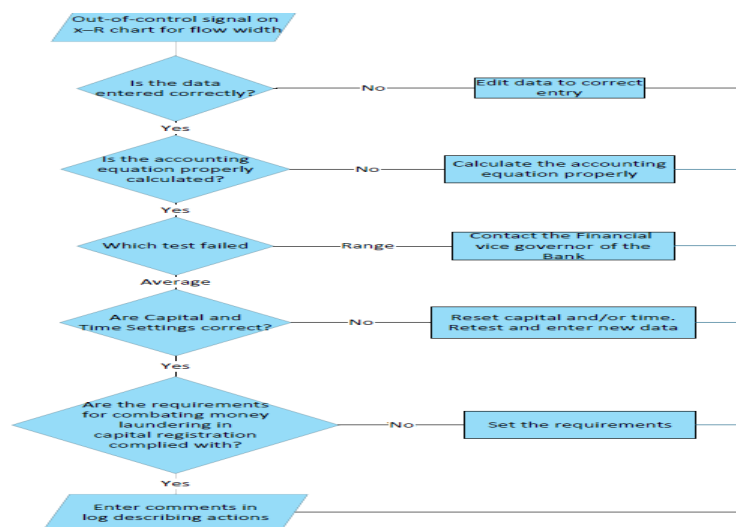 Out-of-control signal on
x–R chart for flow width
Is the data
entered correctly?
No
Edit data to correct
entry
Yes
Is the accounting
equation properly
calculated?
No
Calculate the accounting
equation properly
Yes
Which test failed
Range
Contact the Financial
vice governor of the
Bank
Average
Are Capital and
Time Settings correct?
No
Reset capital and/or time.
Retest and enter new data
Yes
Are the requirements
for combating money
laundering in
capital registration
complied with?
No
Set the requirements
Yes
Enter comments in
log describing actions